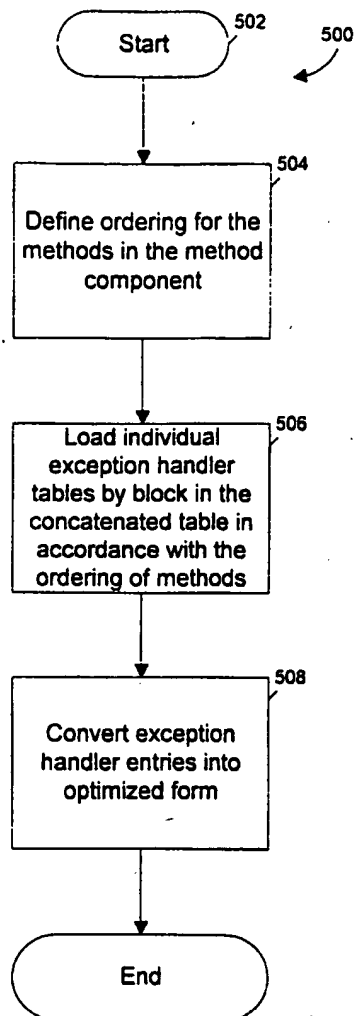 Start
502
500
504
Define ordering for the
methods in the method
component
506
Load individual
exception handler
tables by block in the
concatenated table in
accordance with the
ordering of methods
508
Convert exception
handler entries into
optimized form
End